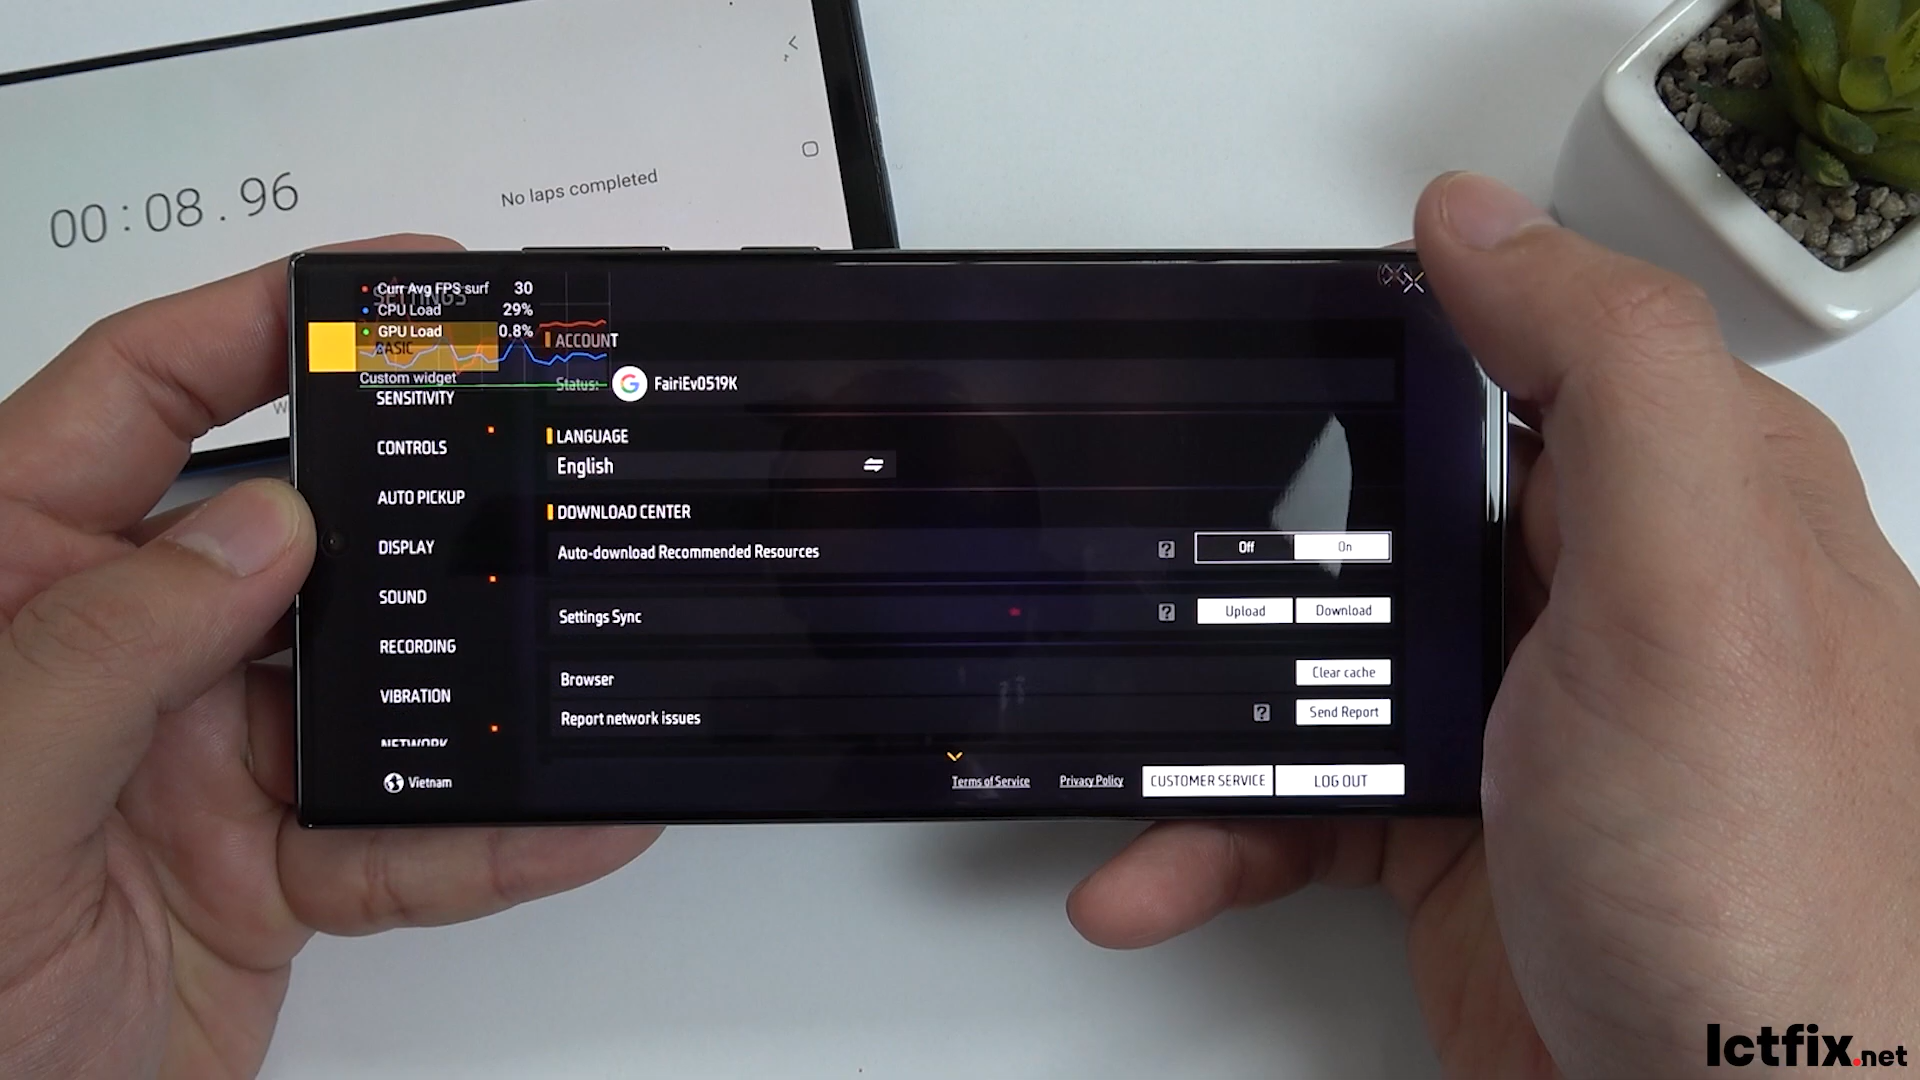 00:08.96
No laps completed
Curr Avg FPS surf 30
SETTINGS
CPU Load 29%
GPU Load 0.8%
BASIC
Custom widget
SENSITIVITY
CONTROLS
AUTO PICKUP
DISPLAY
SOUND
RECORDING
VIBRATION
NETWORK
Vietnam
ACCOUNT
Status: G FairiEv0519K
LANGUAGE
English
DOWNLOAD CENTER
Auto-download Recommended Resources ? Off On
Settings Sync ? Upload Download
Browser Clear cache
Report network issues ? Send Report
Terms of Service Privacy Policy CUSTOMER SERVICE LOG OUT
Ictfix.net